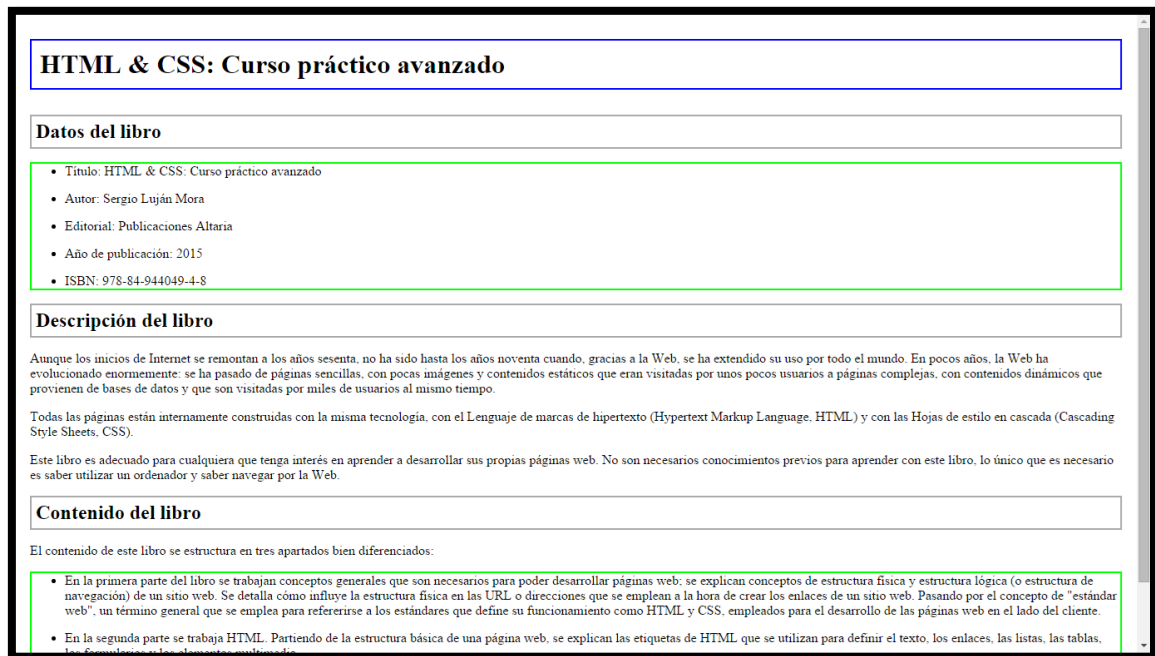 HTML & CSS: Curso práctico avanzado
Datos del libro
• Título: HTML & CSS: Curso práctico avanzado
• Autor: Sergio Luján Mora
• Editorial: Publicaciones Altaria
• Año de publicación: 2015
• ISBN: 978-84-944049-4-8
Descripción del libro
Aunque los inicios de Internet se remontan a los años sesenta, no ha sido hasta los años noventa cuando, gracias a la Web, se ha extendido su uso por todo el mundo. En pocos años, la Web ha
evolucionado enormemente: se ha pasado de páginas sencillas, con pocas imágenes y contenidos estáticos que eran visitadas por unos pocos usuarios a páginas complejas, con contenidos dinámicos que
provienen de bases de datos y que son visitadas por miles de usuarios al mismo tiempo.
Todas las páginas están internamente construidas con la misma tecnología, con el Lenguaje de marcas de hipertexto (Hypertext Markup Language, HTML) y con las Hojas de estilo en cascada (Cascading
Style Sheets, CSS).
Este libro es adecuado para cualquiera que tenga interés en aprender a desarrollar sus propias páginas web. No son necesarios conocimientos previos para aprender con este libro, lo único que es necesario
es saber utilizar un ordenador y saber navegar por la Web.
Contenido del libro
El contenido de este libro se estructura en tres apartados bien diferenciados:
• En la primera parte del libro se trabajan conceptos generales que son necesarios para poder desarrollar páginas web; se explican conceptos de estructura física y estructura lógica (o estructura de
navegación) de un sitio web. Se detalla cómo influye la estructura física en las URL o direcciones que se emplean a la hora de crear los enlaces de un sitio web. Pasando por el concepto de "estándar
web", un término general que se emplea para refererirse a los estándares que define su funcionamiento como HTML y CSS, empleados para el desarrollo de las páginas web en el lado del cliente.
• En la segunda parte se trabaja HTML. Partiendo de la estructura básica de una página web, se explican las etiquetas de HTML que se utilizan para definir el texto, los enlaces, las listas, las tablas,
los formularios y los elementos multimedia.